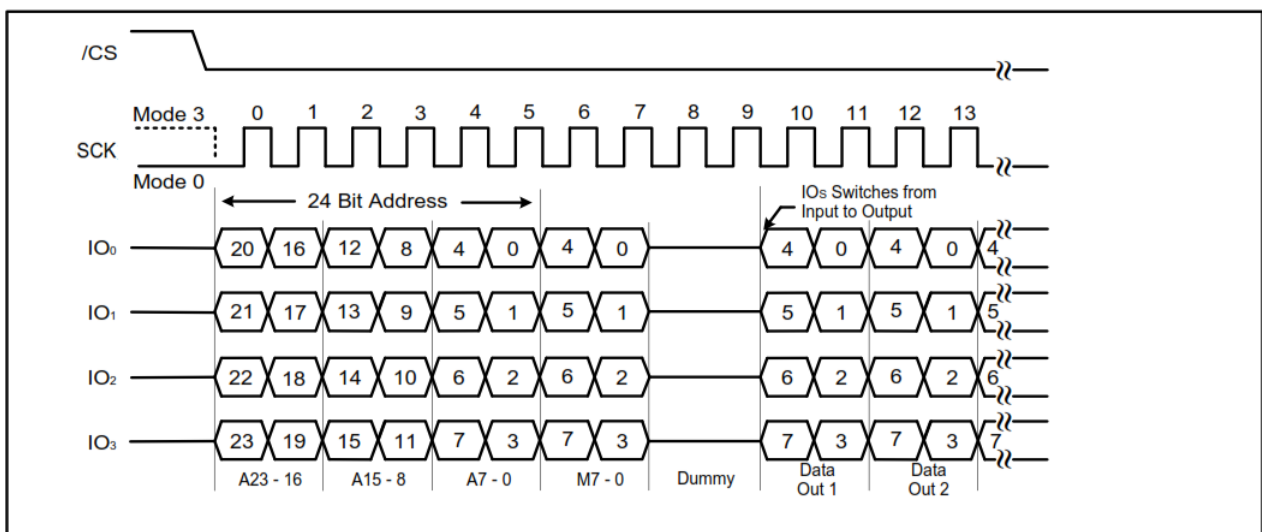 /CS
Mode 3 0 1 2 3 4 5 6 7 8 9 10 11 12 13
SCK
Mode 0
24 Bit Address
IOs Switches from
Input to Output
IO0 20 16 12 8 4 0 4 0 4 0 4 0 4
IO1 21 17 13 9 5 1 5 1 5 1 5 1 5
IO2 22 18 14 10 6 2 6 2 6 2 6 2 6
IO3 23 19 15 11 7 3 7 3 7 3 7 3 7
A23 - 16 A15 - 8 A7 - 0 M7 - 0 Dummy Data Out 1 Data Out 2